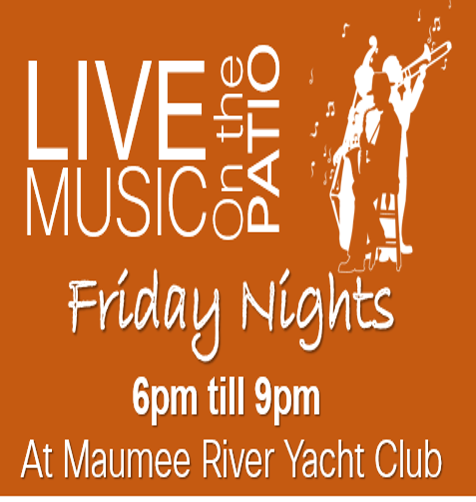 LIVE
MUSIC
On the
PATIO
Friday Nights
6pm till 9pm
At Maumee River Yacht Club